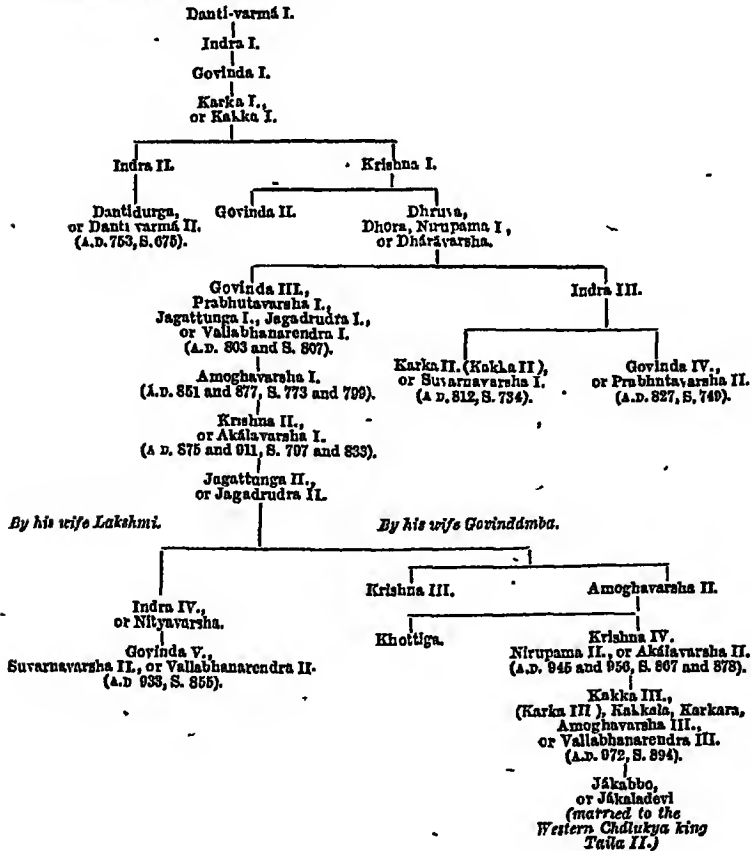 Danti-varmá I.
Indra I.
Govinda I.
Karka I.,
or Kakka I.
Indra II.
Krishna I.
Dantidurga,
or Danti varmá II.
(A.D. 753, S. 675).
Govinda II.
Dhruva,
Dhora, Nirupama I,
or Dhárávarsha.
Govinda III.,
Prabhutavarsha I.,
Jagattunga I., Jagadrudra I.,
or Vallabhanarendra I.
(A.D. 803 and S. 807).
Indra III.
Karka II. (Kakka II),
or Suvarnavarsha I.
(A D. 812, S. 734).
Govinda IV.,
or Prabhutavarsha II.
(A.D. 827, S. 749).
Amoghavarsha I.
(A.D. 851 and 877, S. 773 and 799).
Krishna II.,
or Akálavarsha I.
(A D. 875 and 911, S. 797 and 833).
Jagattunga II.,
or Jagadrudra II.
By his wife Lakshmi.
By his wife Govindámba.
Indra IV.,
or Nityavarsha.
Krishna III.
Amoghavarsha II.
Govinda V.,
Suvarnavarsha II., or Vallabhanarendra II.
(A.D 933, S. 855).
Khottiga.
Krishna IV.
Nirupama II., or Akálavarsha II.
(A.D. 945 and 956, S. 867 and 878).
Kakka III.,
(Karka III), Kakkala, Karkara,
Amoghavarsha III.,
or Vallabhanarendra III.
(A.D. 972, S. 894).
Jákabbo,
or Jákaladevi
(married to the
Western Chálukya king
Taila II.)